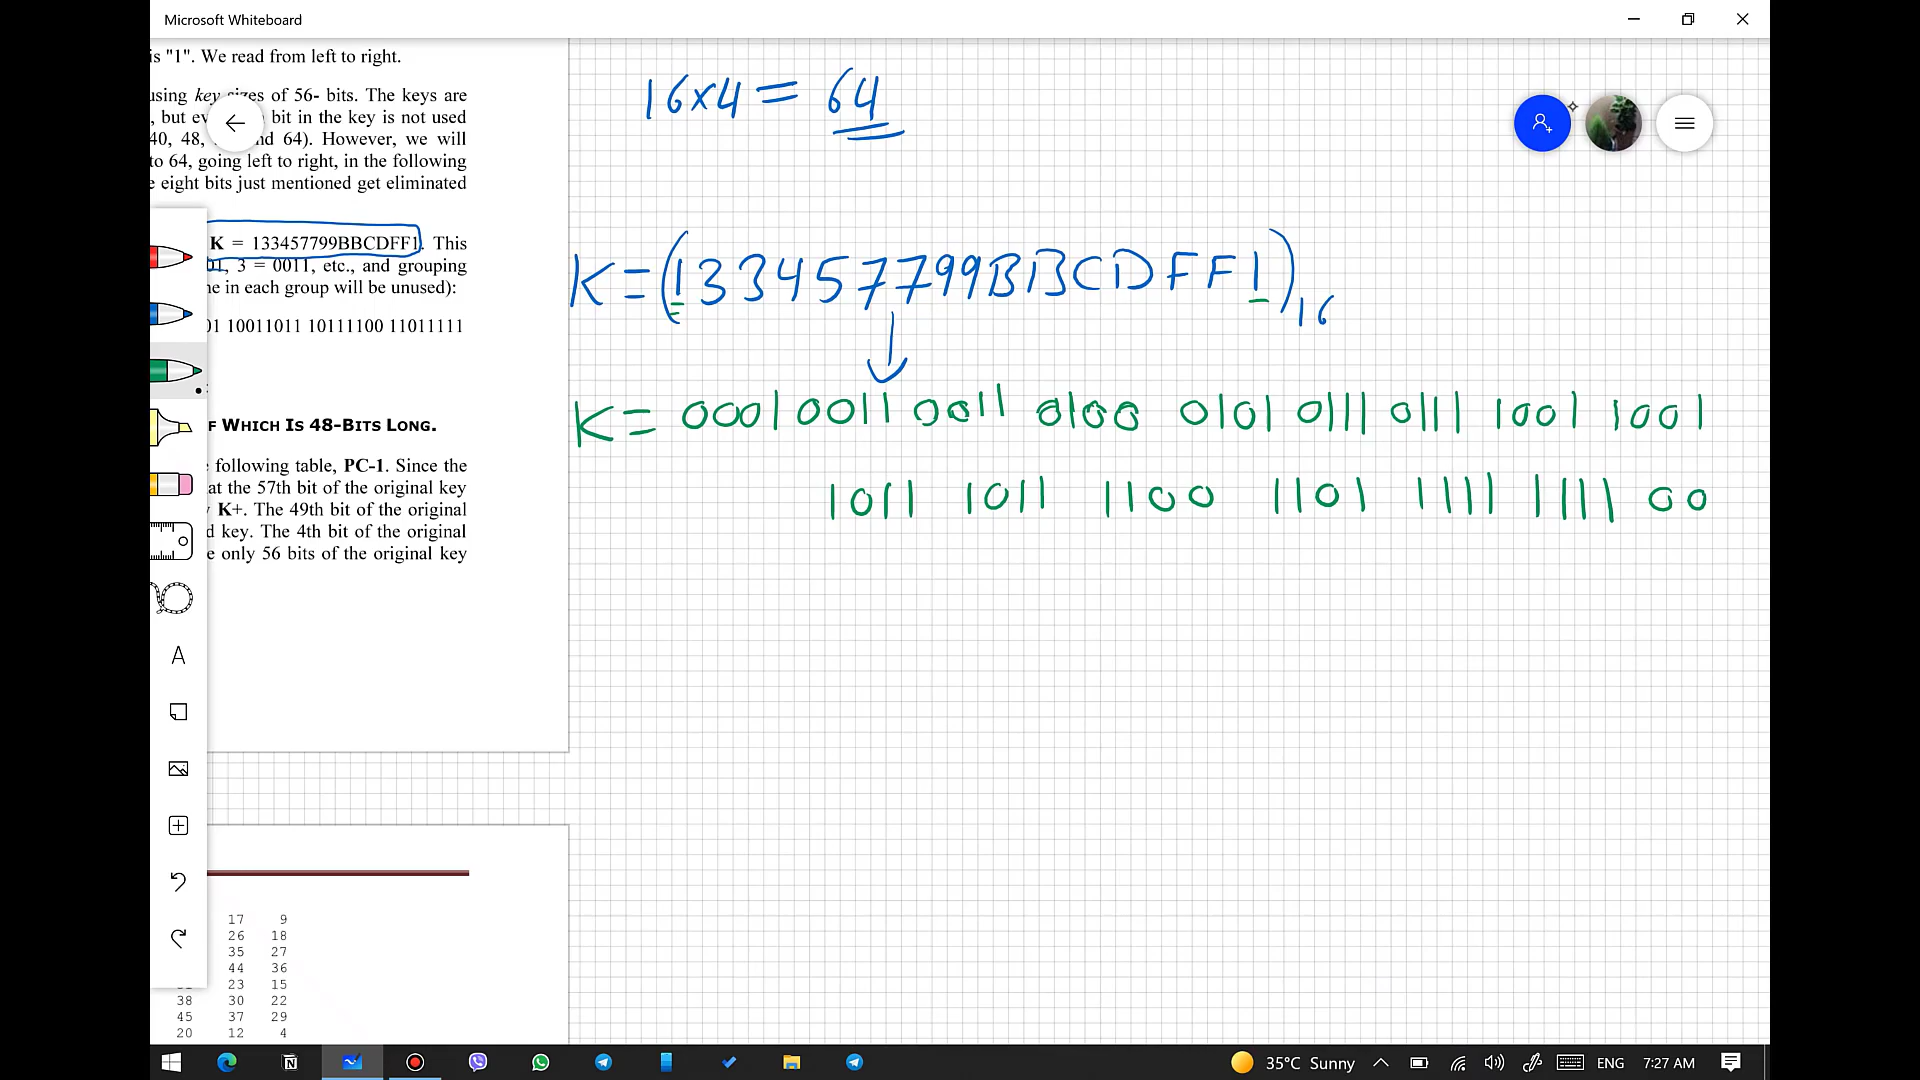 Microsoft Whiteboard
is "1". We read from left to right.
using key sizes of 56- bits. The keys are
, but bit in the key is not used
40, 48, nd 64). However, we will
to 64, going left to right, in the following
e eight bits just mentioned get eliminated
K = 133457799BBCDFF1. This
01, 3 = 0011, etc., and grouping
ne in each group will be unused):
01 10011011 10111100 11011111
F WHICH IS 48-BITS LONG.
following table, PC-1. Since the
at the 57th bit of the original key
K+. The 49th bit of the original
d key. The 4th bit of the original
e only 56 bits of the original key
17 9
26 18
35 27
44 36
23 15
38 30 22
45 37 29
20 12 4
16x4 = 64
K = (133457799BBCDFF1)16
K = 0001 0011 0011 0100 0101 0111 0111 1001 1001
1011 1011 1100 1101 1111 1111 00
A
35°C Sunny
ENG
7:27 AM